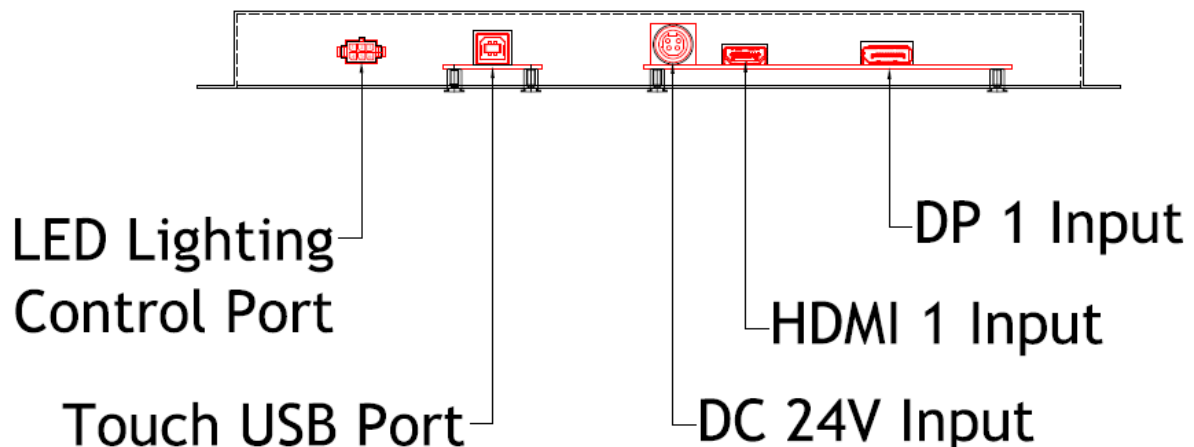 LED Lighting
Control Port
Touch USB Port
DC 24V Input
HDMI 1 Input
DP 1 Input